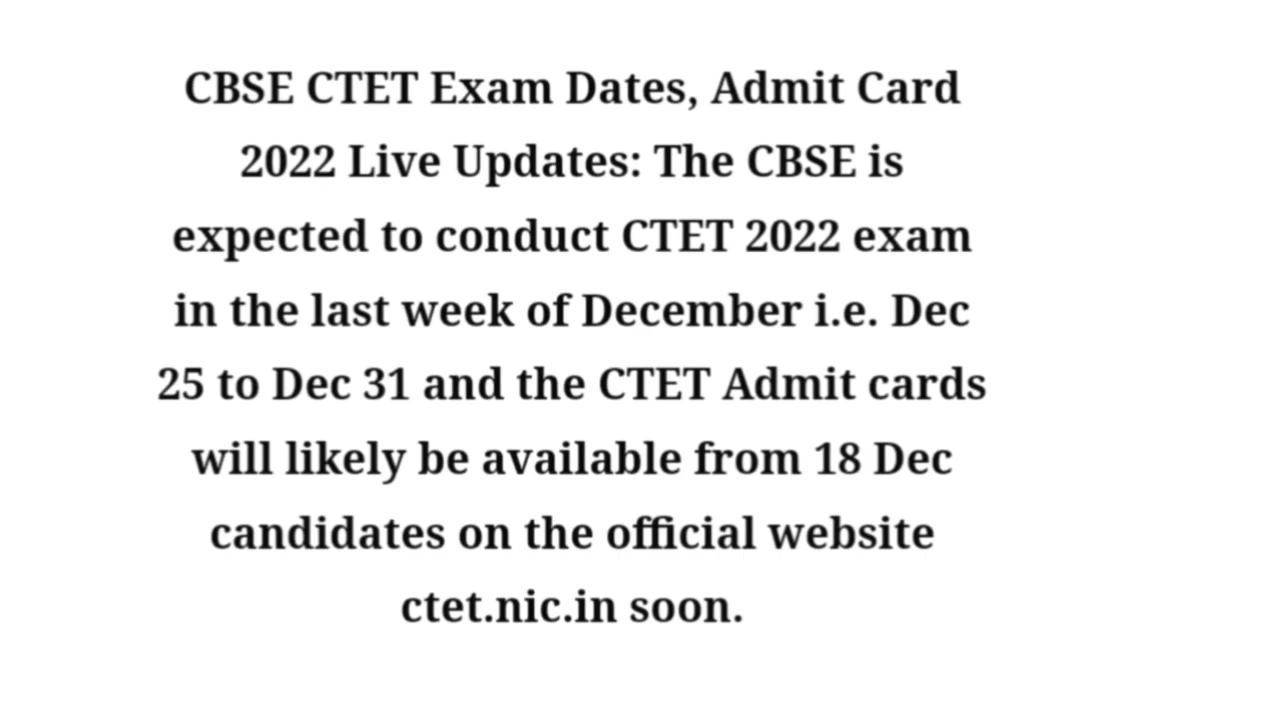 CBSE CTET Exam Dates, Admit Card
2022 Live Updates: The CBSE is
expected to conduct CTET 2022 exam
in the last week of December i.e. Dec
25 to Dec 31 and the CTET Admit cards
will likely be available from 18 Dec
candidates on the official website
ctet.nic.in soon.